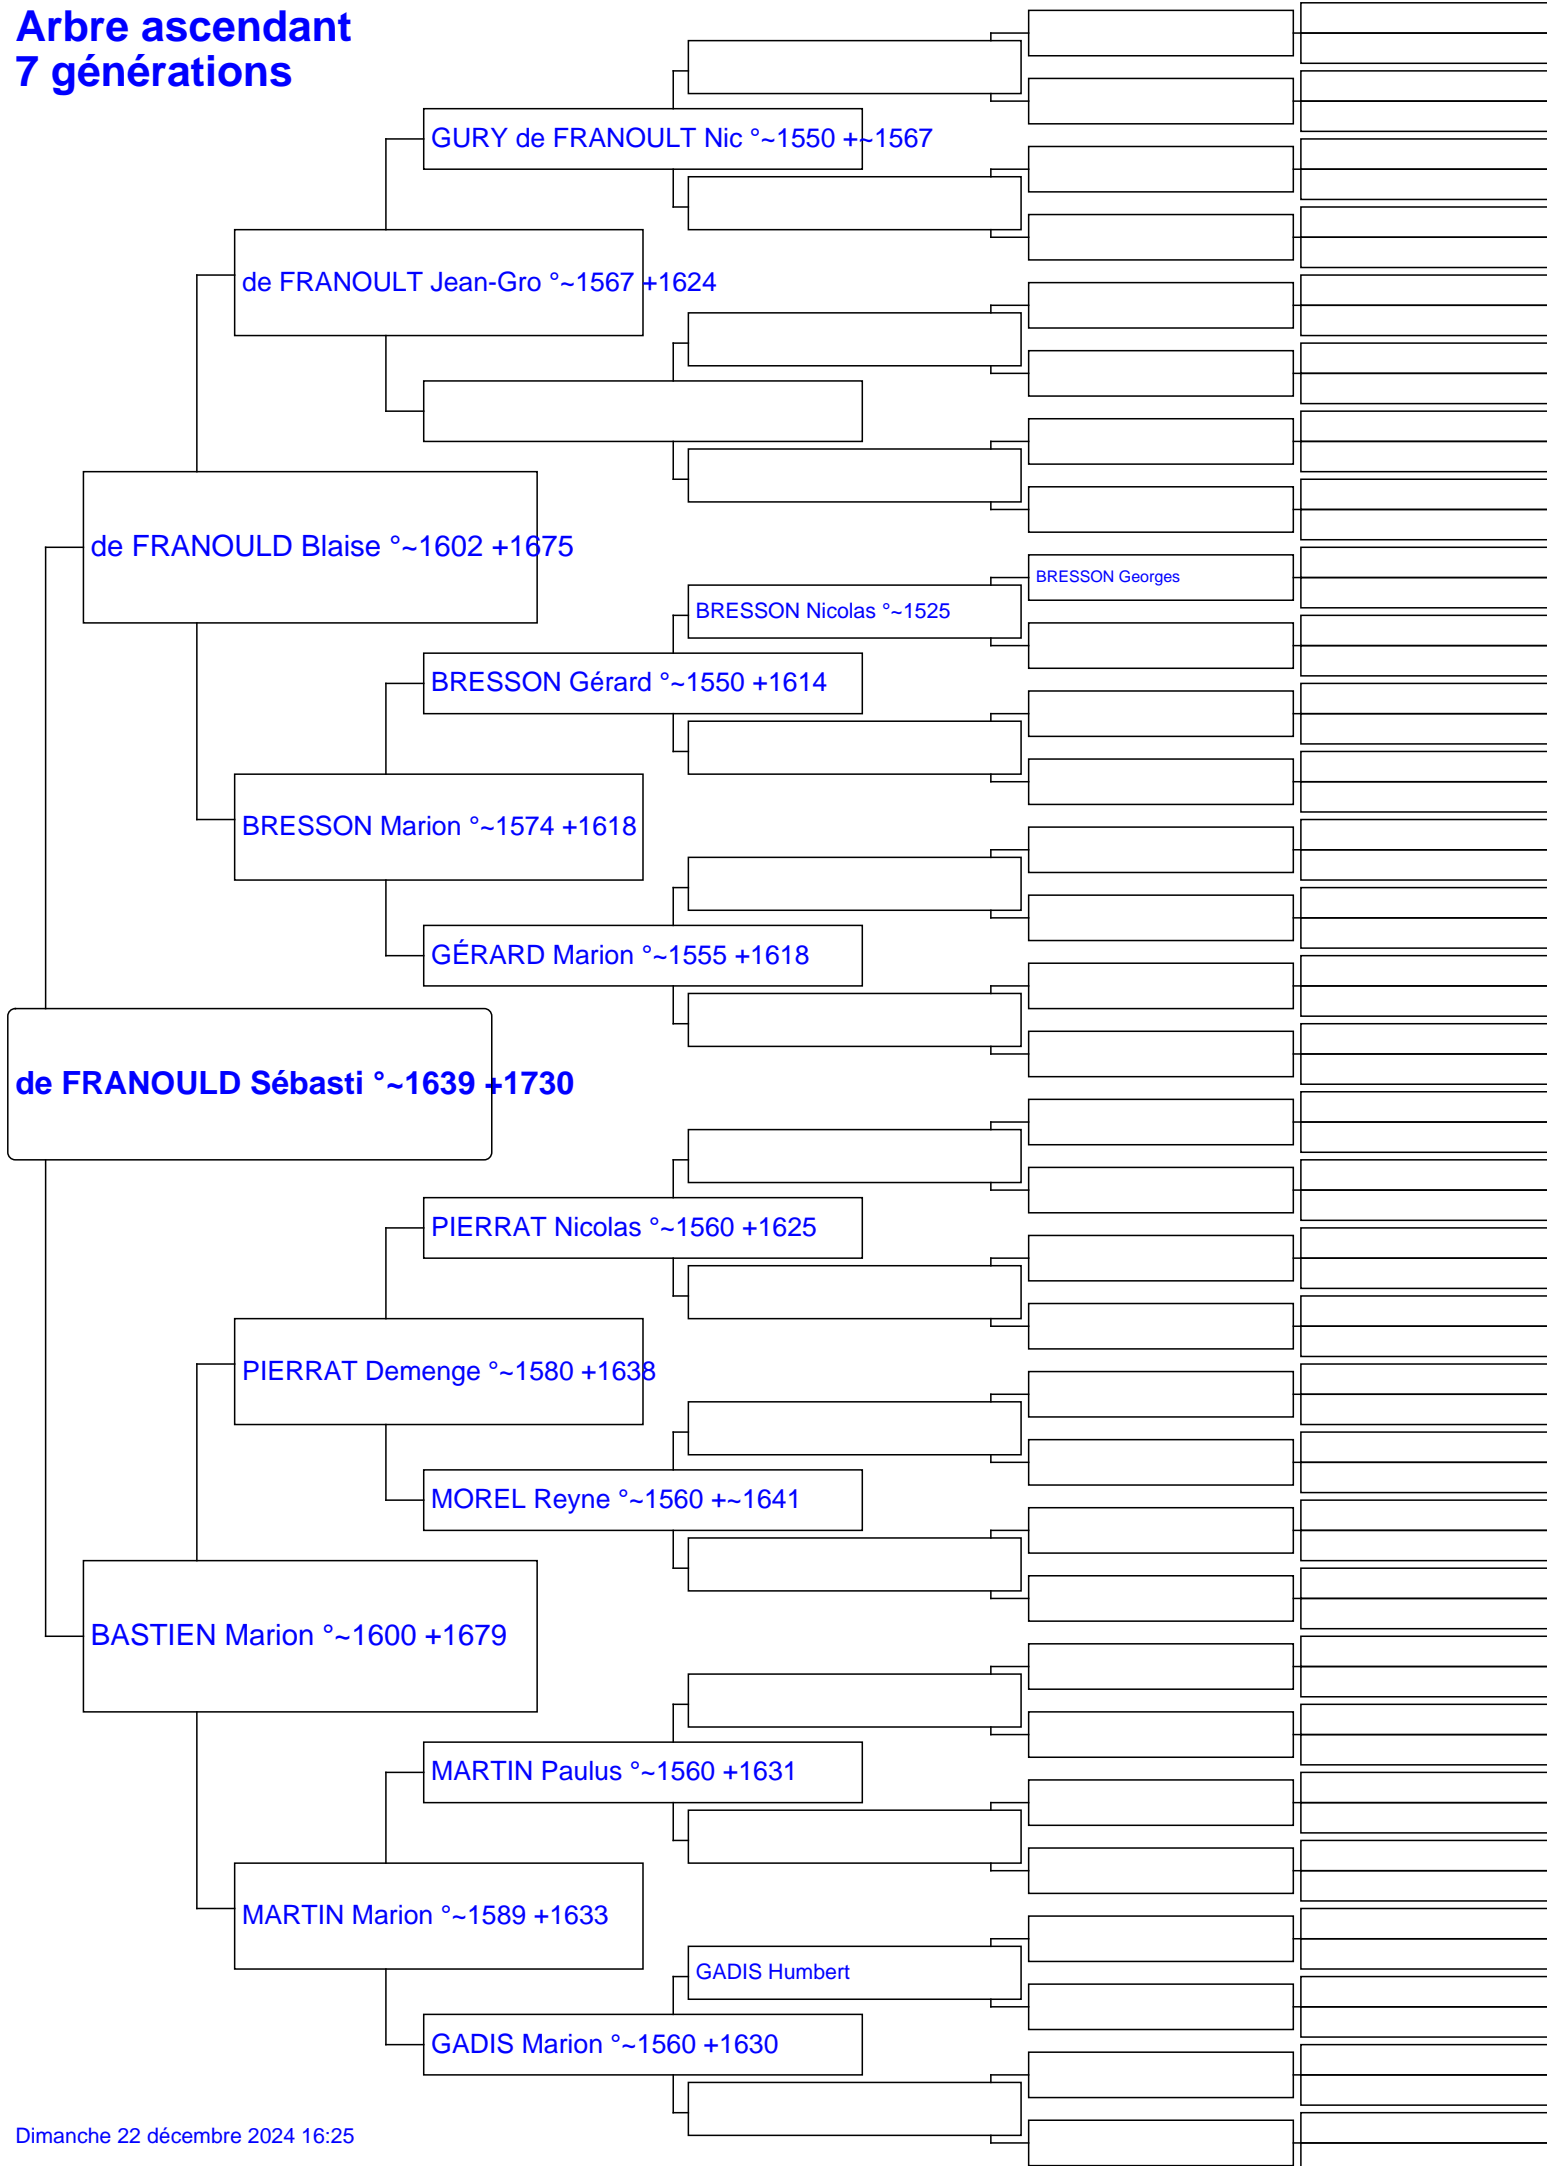 Arbre ascendant
7 générations
GURY de FRANOULT Nic °~1550 +~1567
de FRANOULT Jean-Gro °~1567 +1624
de FRANOULD Blaise °~1602 +1675
BRESSON Georges
BRESSON Nicolas °~1525
BRESSON Gérard °~1550 +1614
BRESSON Marion °~1574 +1618
GÉRARD Marion °~1555 +1618
de FRANOULD Sébasti °~1639 +1730
PIERRAT Nicolas °~1560 +1625
PIERRAT Demenge °~1580 +1638
MOREL Reyne °~1560 +~1641
BASTIEN Marion °~1600 +1679
MARTIN Paulus °~1560 +1631
MARTIN Marion °~1589 +1633
GADIS Humbert
GADIS Marion °~1560 +1630
Dimanche 22 décembre 2024 16:25